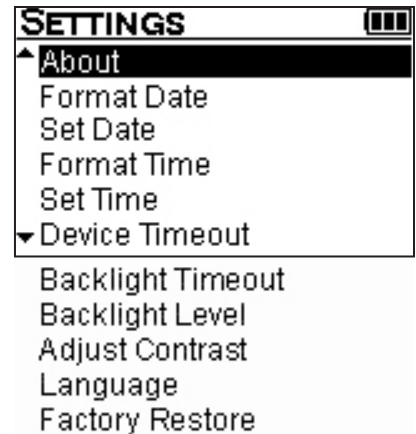 SETTINGS
About
Format Date
Set Date
Format Time
Set Time
Device Timeout
Backlight Timeout
Backlight Level
Adjust Contrast
Language
Factory Restore